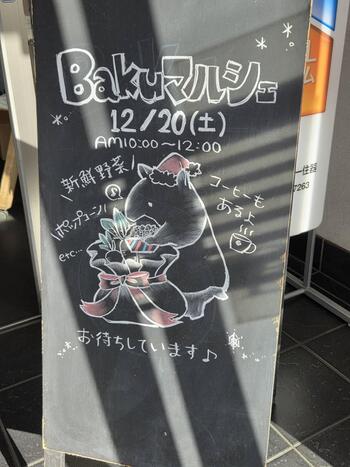 Bakuマルシェ
12/20(土)
AM10:00〜12:00
新鮮野菜
ポップコーン!
etc...
コーヒーも
あるよ
お待ちしています♪
7263